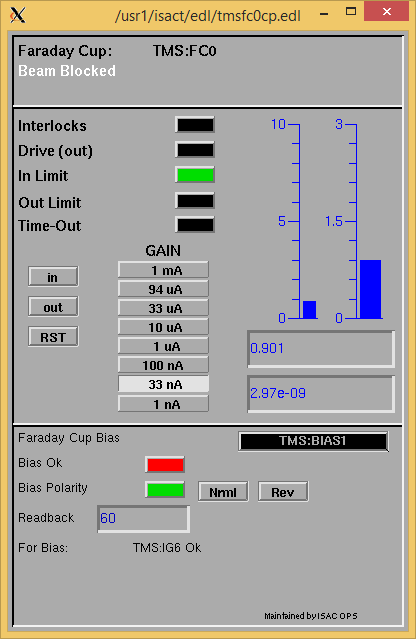 /usr1/isact/edl/tmsfc0cp.edl
Faraday Cup: TMS:FC0
Beam Blocked
Interlocks
Drive (out)
In Limit
Out Limit
Time-Out
10
5
0
3
1.5
0
GAIN
1 mA
94 uA
33 uA
10 uA
1 uA
100 nA
33 nA
1 nA
in
out
RST
0.901
2.97e-09
Faraday Cup Bias TMS:BIAS1
Bias Ok
Bias Polarity Nrml Rev
Readback 60
For Bias: TMS:IG6 Ok
Maintained by ISAC OPS